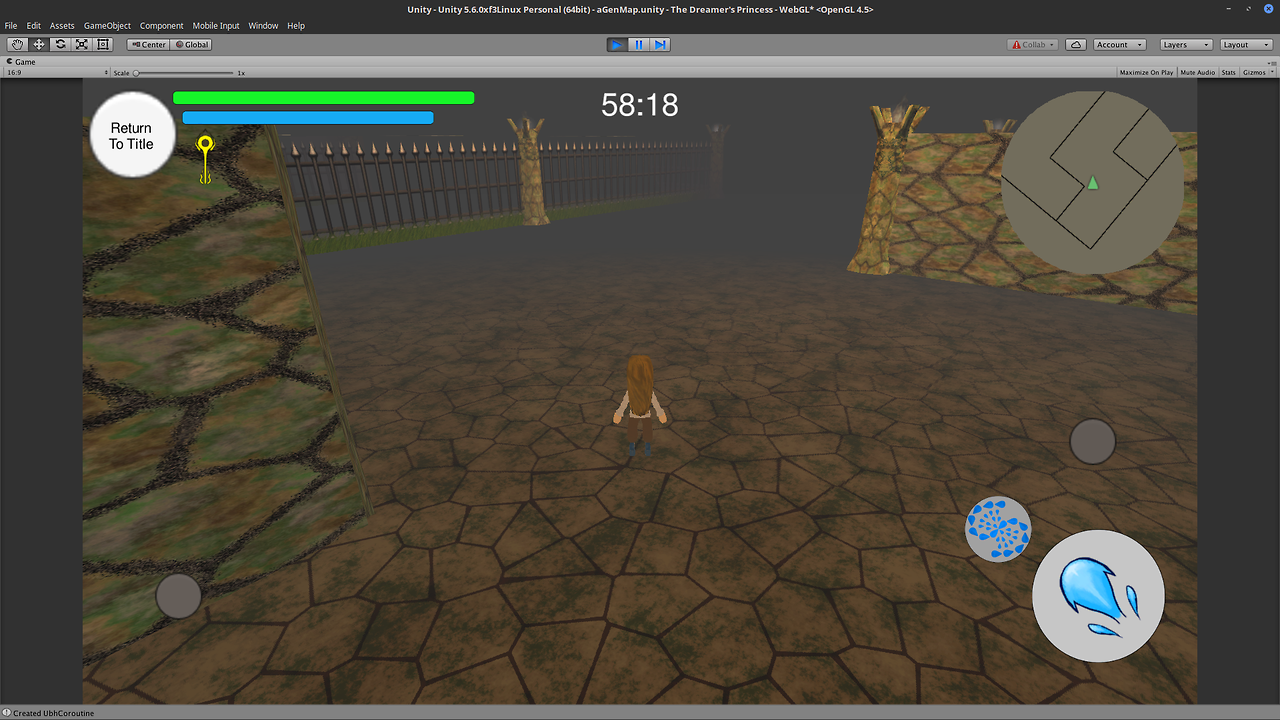 Unity - Unity 5.6.0xf3Linux Personal (64bit) - aGenMap.unity - The Dreamer's Princess - WebGL* <OpenGL 4.5>
File Edit Assets GameObject Component Mobile Input Window Help
Center Global Collab Account Layers Layout
Game
16:9 Scale 1x Maximize On Play Mute Audio Stats Gizmos
58:18
Return
To Title
Created UbhCoroutine